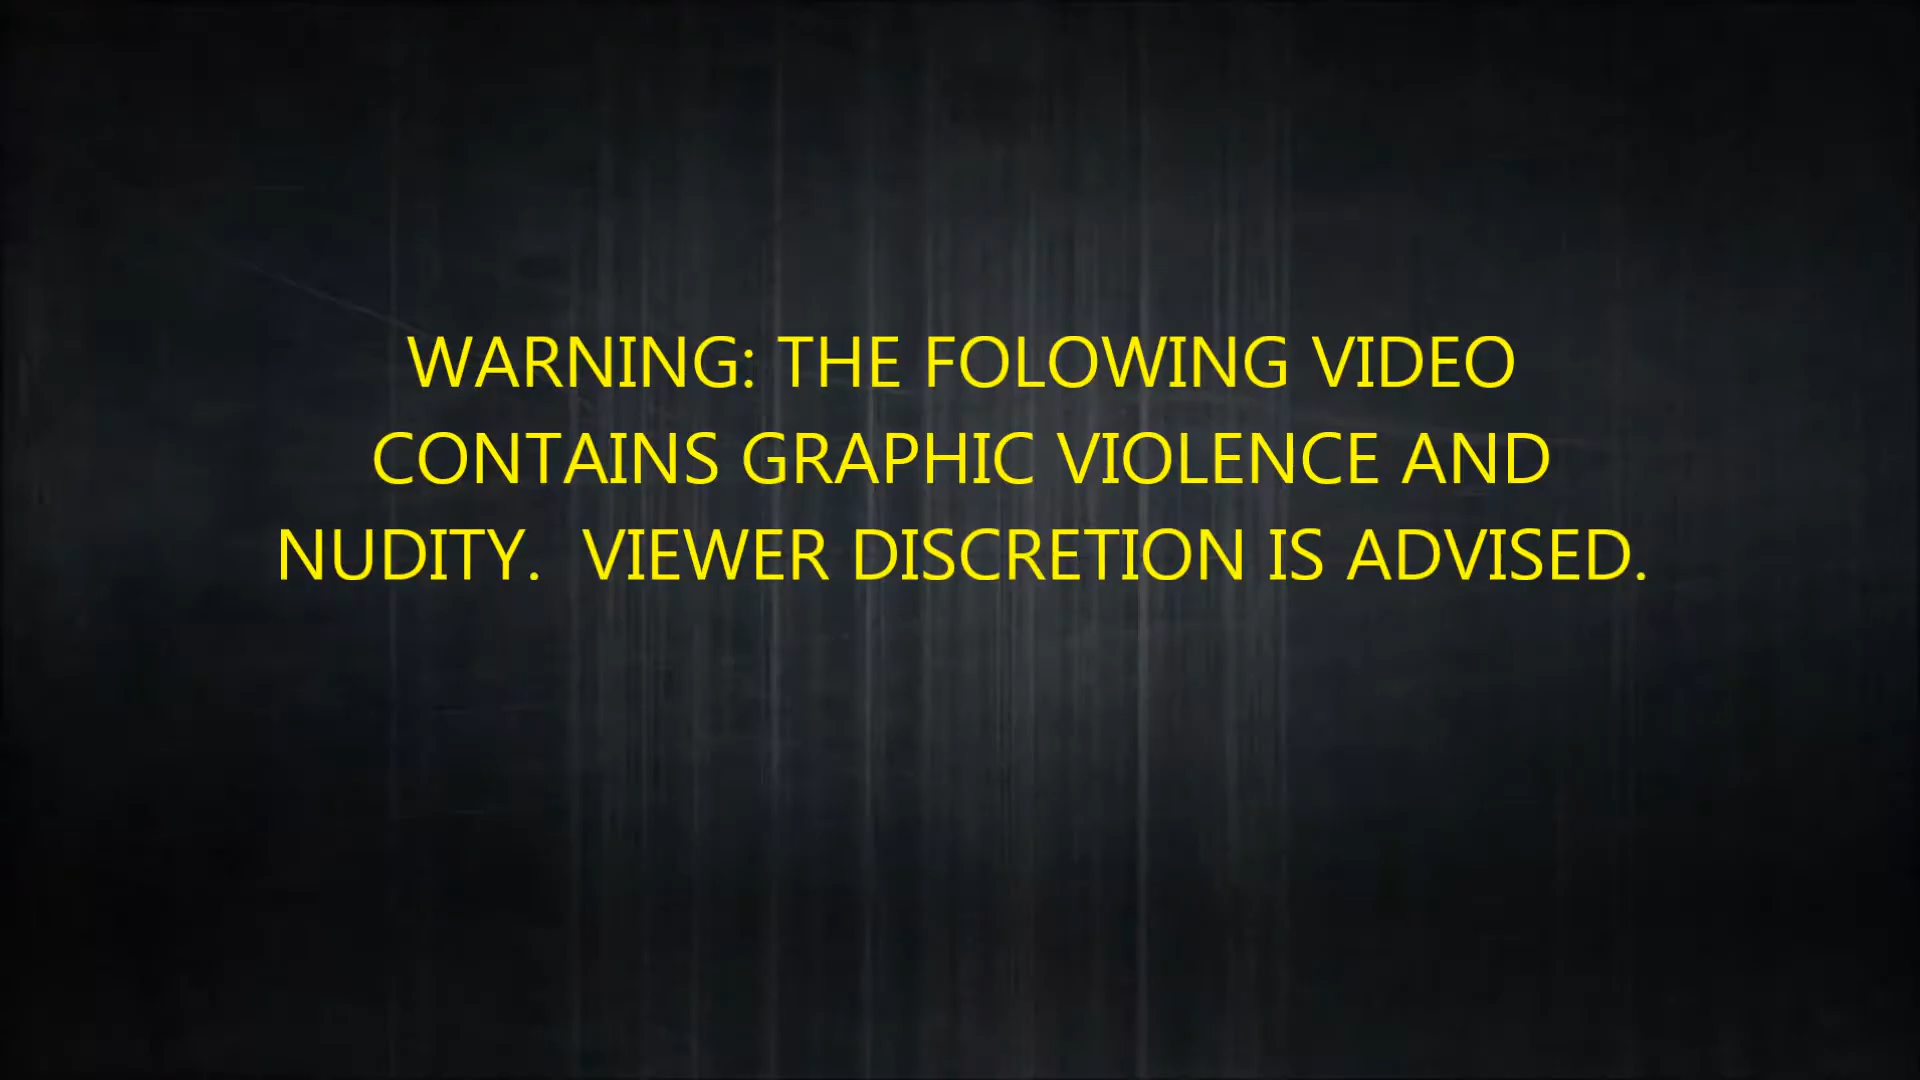 WARNING: THE FOLOWING VIDEO
CONTAINS GRAPHIC VIOLENCE AND
NUDITY.  VIEWER DISCRETION IS ADVISED.